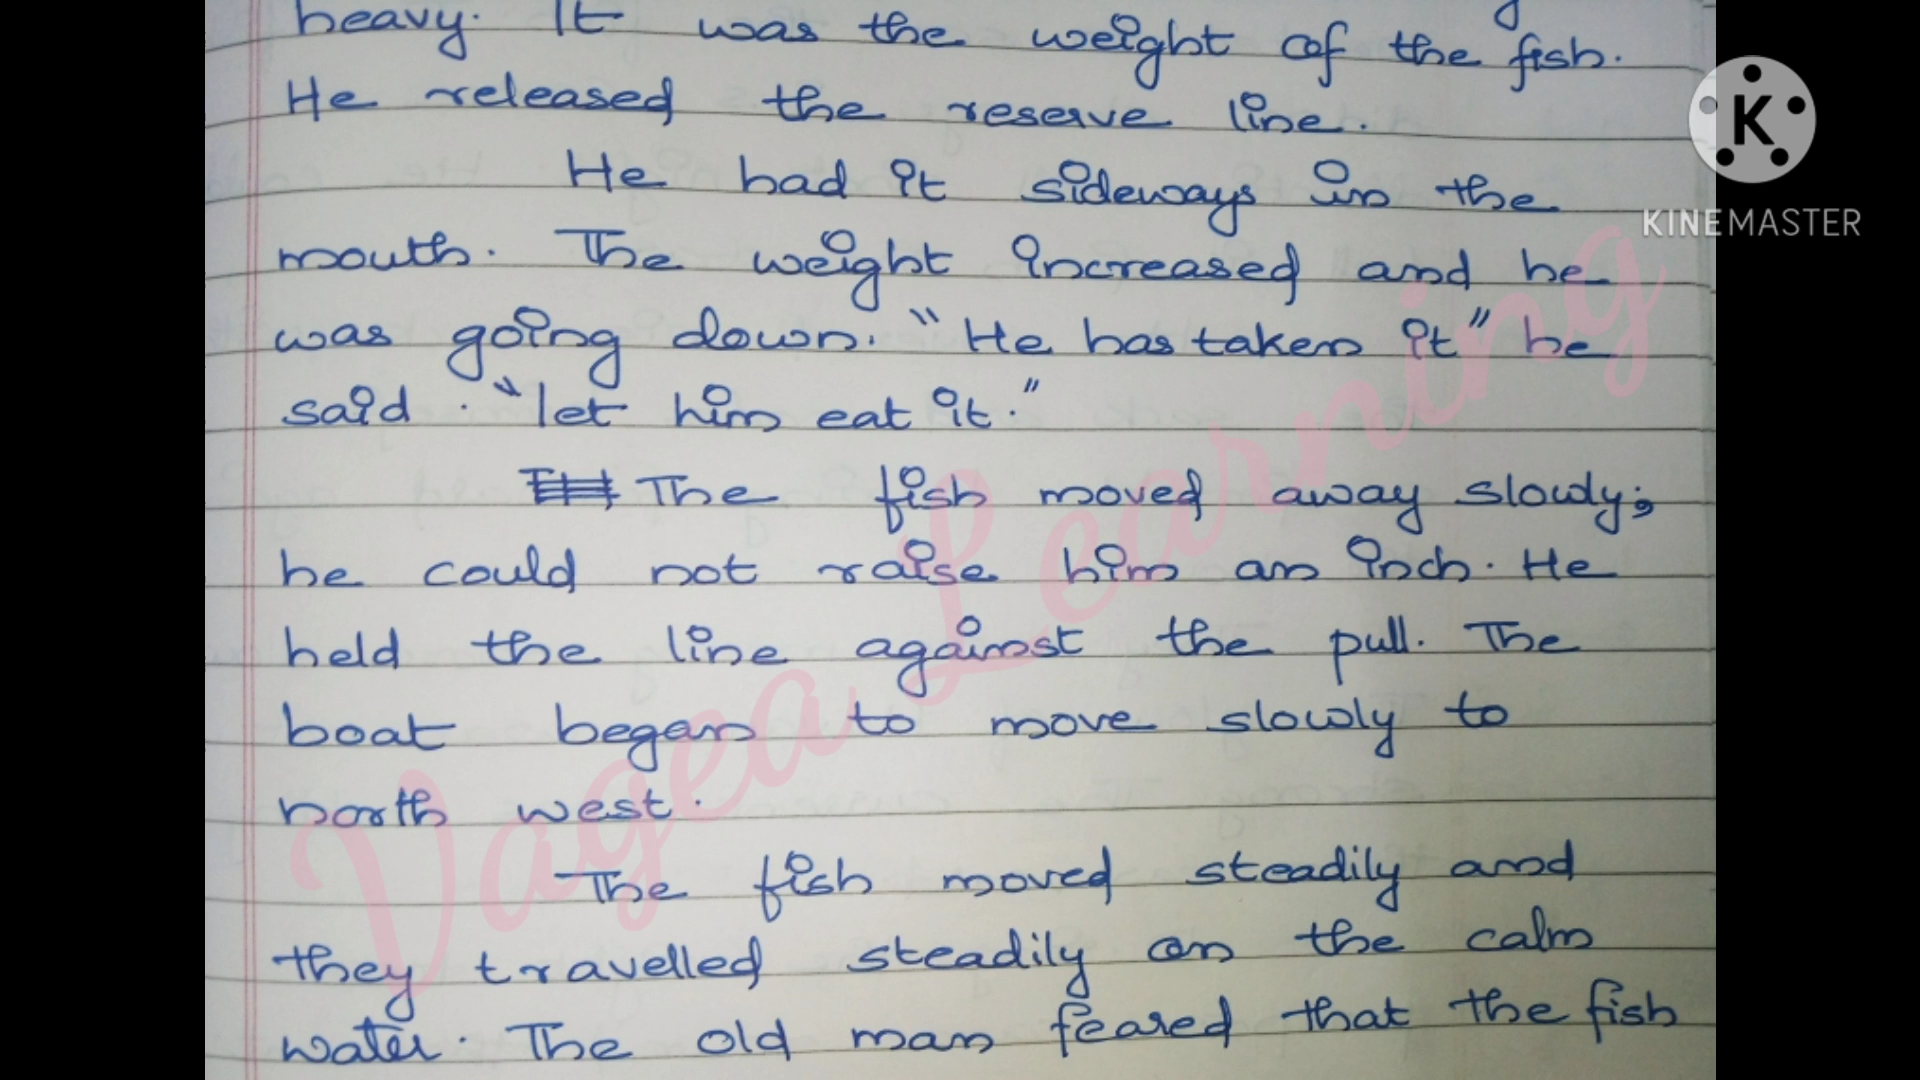 heavy. It was the weight of the fish.
He released the reserve line.
He had it sideways in the
mouth. The weight increased and he
was going down. "He has taken it" he
said. "let him eat it."
The fish moved away slowly;
he could not raise him an inch. He
held the line against the pull. The
boat began to move slowly to
north west.
The fish moved steadily and
they travelled steadily on the calm
water. The old man feared that the fish
Vagea Learning
K
KINEMASTER